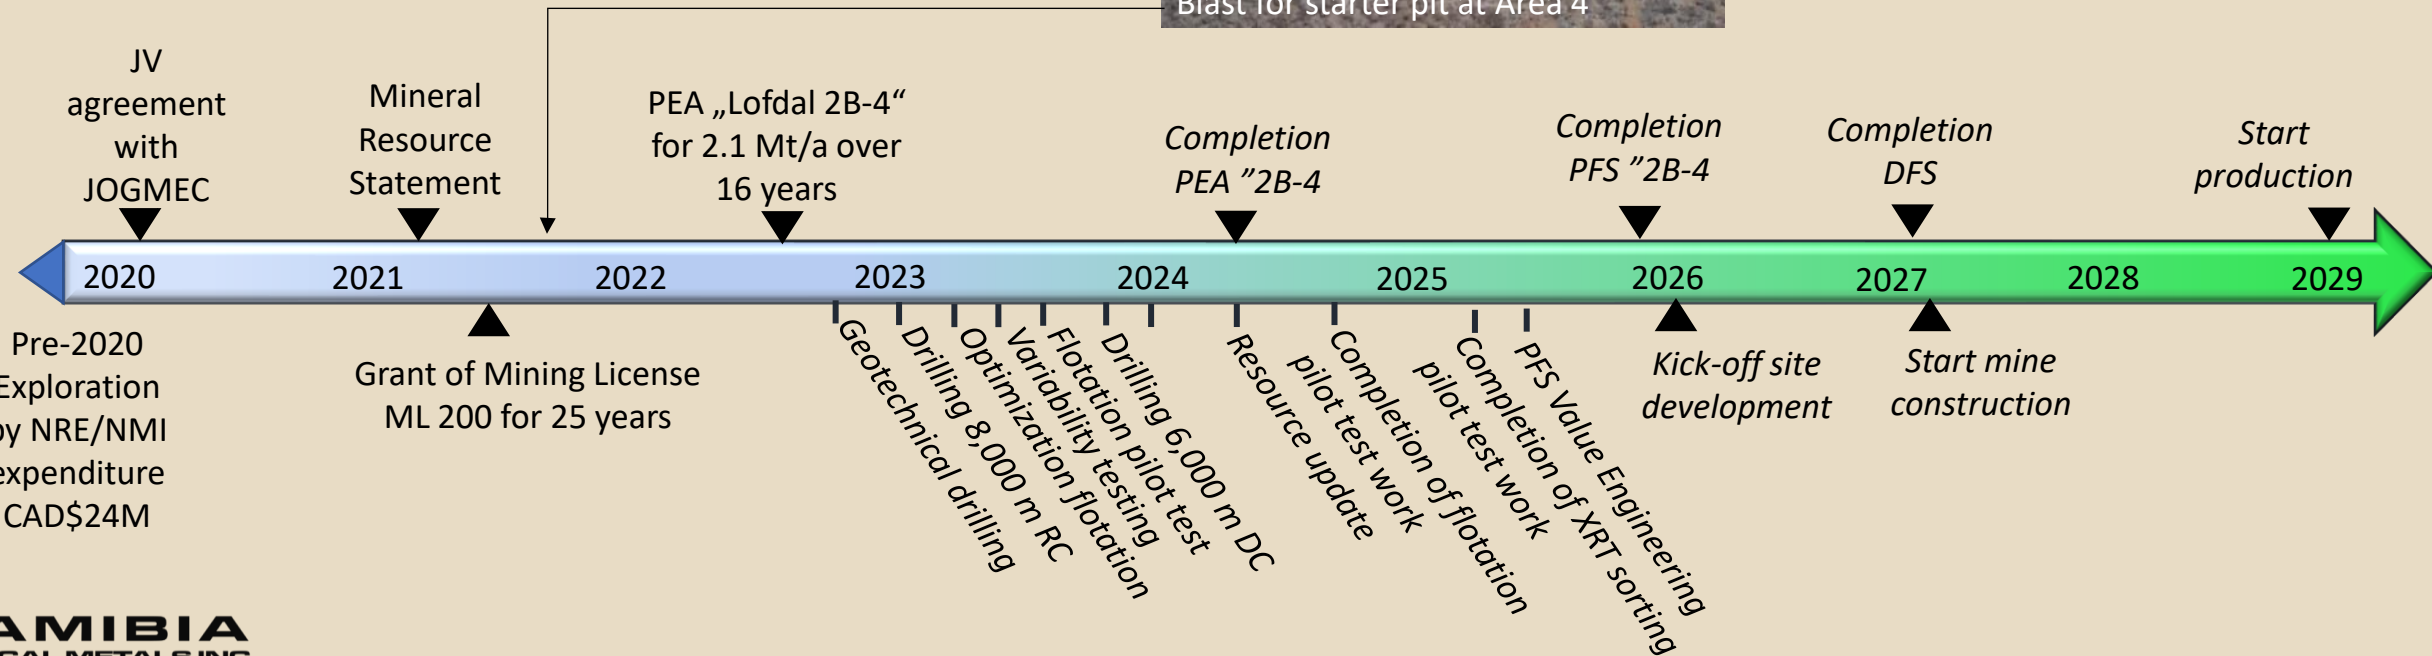 Blast for starter pit at Area 4
JV
agreement
with
JOGMEC
Mineral
Resource
Statement
PEA „Lofdal 2B-4“
for 2.1 Mt/a over
16 years
Completion
PEA ”2B-4
Completion
PFS ”2B-4
Completion
DFS
Start
production
2020
2021
2022
2023
2024
2025
2026
2027
2028
2029
Pre-2020
Exploration
by NRE/NMI
expenditure
CAD$24M
Grant of Mining License
ML 200 for 25 years
Geotechnical drilling
Drilling 8,000 m RC
Optimization flotation
Variability testing
Flotation pilot test
Drilling 6,000 m DC
Resource update
Completion of flotation
pilot test work
Completion of XRT sorting
pilot test work
PFS Value Engineering
Kick-off site
development
Start mine
construction
AMIBIA
CAL METALS INC